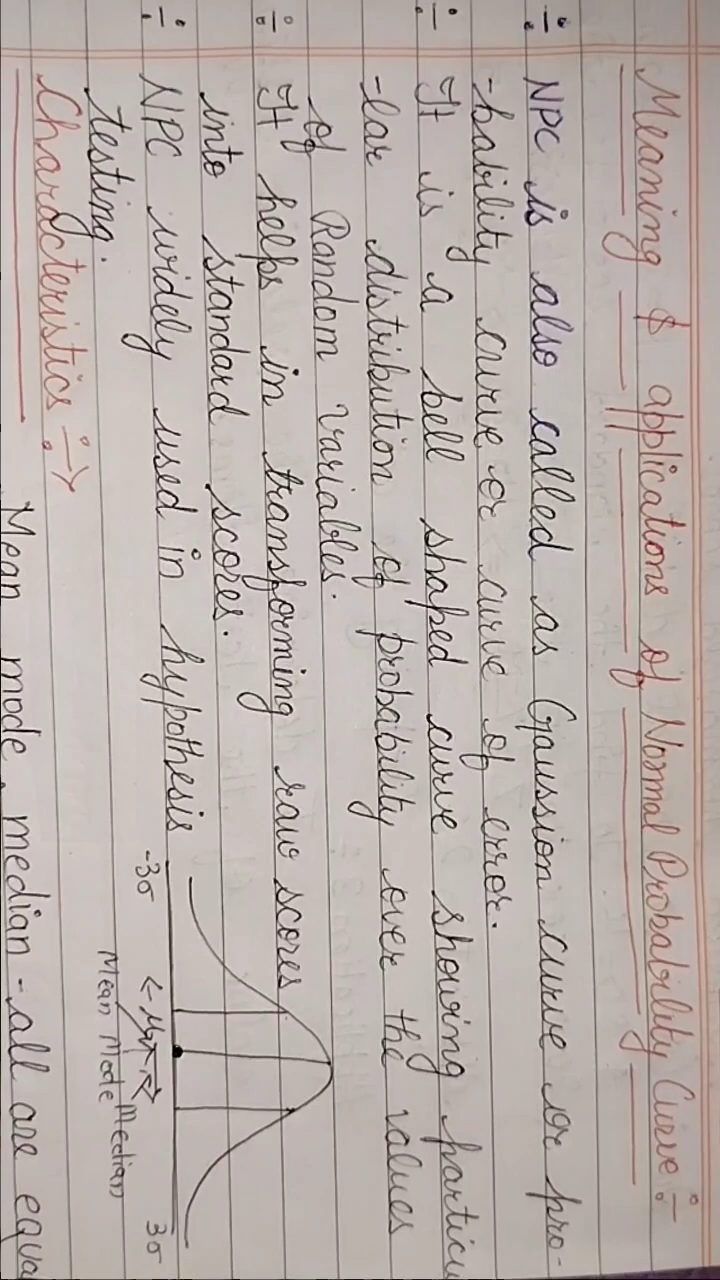 Meaning & applications of Normal Probability Curve :-
÷ NPC is also called as Gaussion curve or pro-
-bability curve or curve of error.
÷ It is a bell shaped curve showing particu
-lar distribution of probability over the values
of Random variables.
÷ It helps in transforming raw scores
into standard scores.
÷ NPC widely used in hypothesis
testing.
-3σ
3σ
Mean Mode Median
Characteristics :→
Mean, mode, median - all are equa